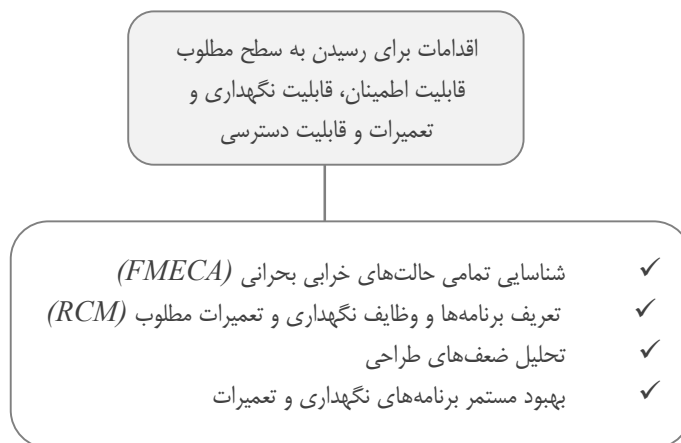 اقدامات برای رسیدن به سطح مطلوب
قابلیت اطمینان، قابلیت نگهداری و
تعمیرات و قابلیت دسترسی
✓ شناسایی تمامی حالت‌های خرابی بحرانی (FMECA)
✓ تعریف برنامه‌ها و وظایف نگهداری و تعمیرات مطلوب (RCM)
✓ تحلیل ضعف‌های طراحی
✓ بهبود مستمر برنامه‌های نگهداری و تعمیرات